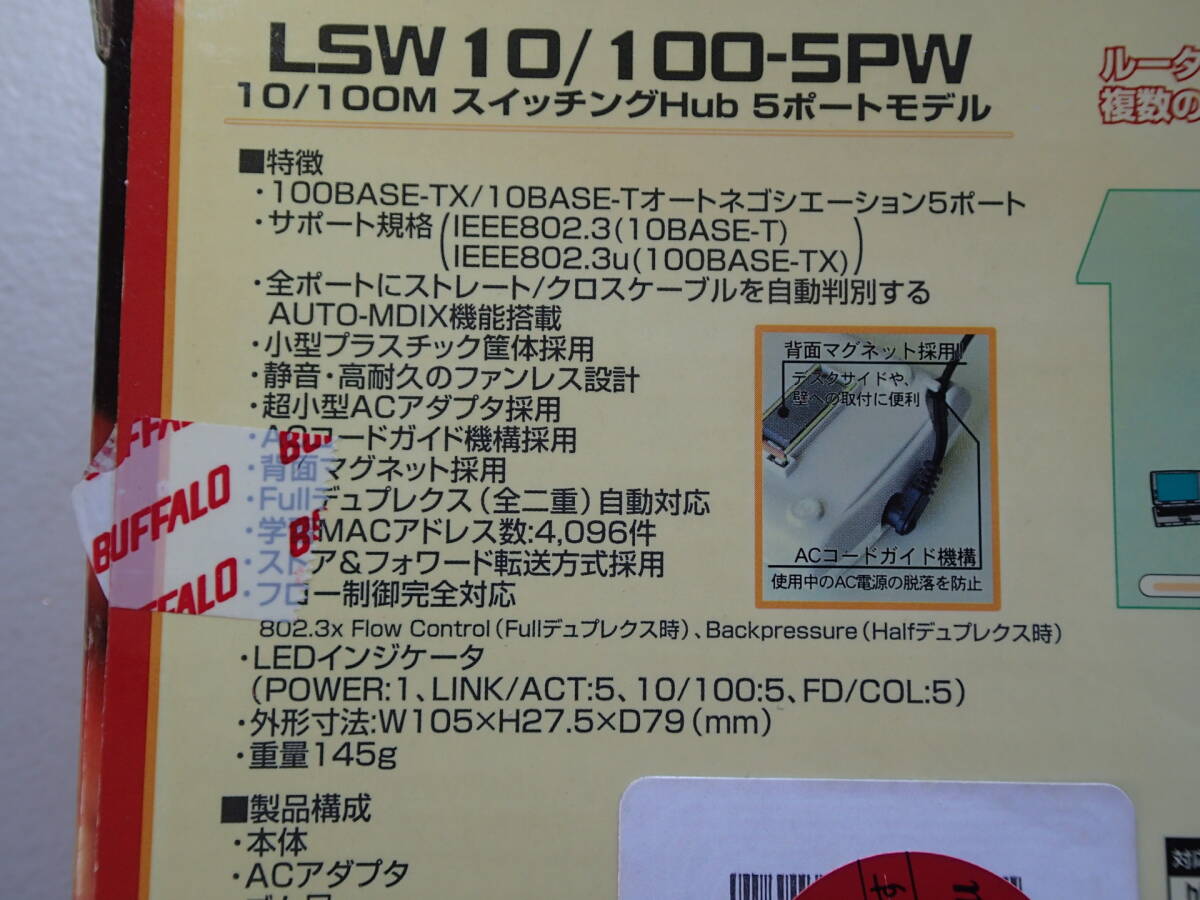 LSW10/100-5PW
10/100M スイッチングHub 5ポートモデル
■特徴
・100BASE-TX/10BASE-Tオートネゴシエーション5ポート
・サポート規格(IEEE802.3(10BASE-T)
IEEE802.3u(100BASE-TX))
・全ポートにストレート/クロスケーブルを自動判別する
AUTO-MDIX機能搭載
・小型プラスチック筐体採用
・静音・高耐久のファンレス設計
・超小型ACアダプタ採用
・ACコードガイド機構採用
・背面マグネット採用
・Fullデュプレクス(全二重)自動対応
・学習MACアドレス数:4,096件
・ストア&フォワード転送方式採用
・フロー制御完全対応
802.3x Flow Control(Fullデュプレクス時)、Backpressure(Halfデュプレクス時)
・LEDインジケータ
(POWER:1、LINK/ACT:5、10/100:5、FD/COL:5)
・外形寸法:W105×H27.5×D79(mm)
・重量145g
■製品構成
・本体
・ACアダプタ
背面マグネット採用!
デスクサイドや、
壁への取付に便利
ACコードガイド機構
使用中のAC電源の脱落を防止
ルータ
複数の
BUFFALO
対応
す